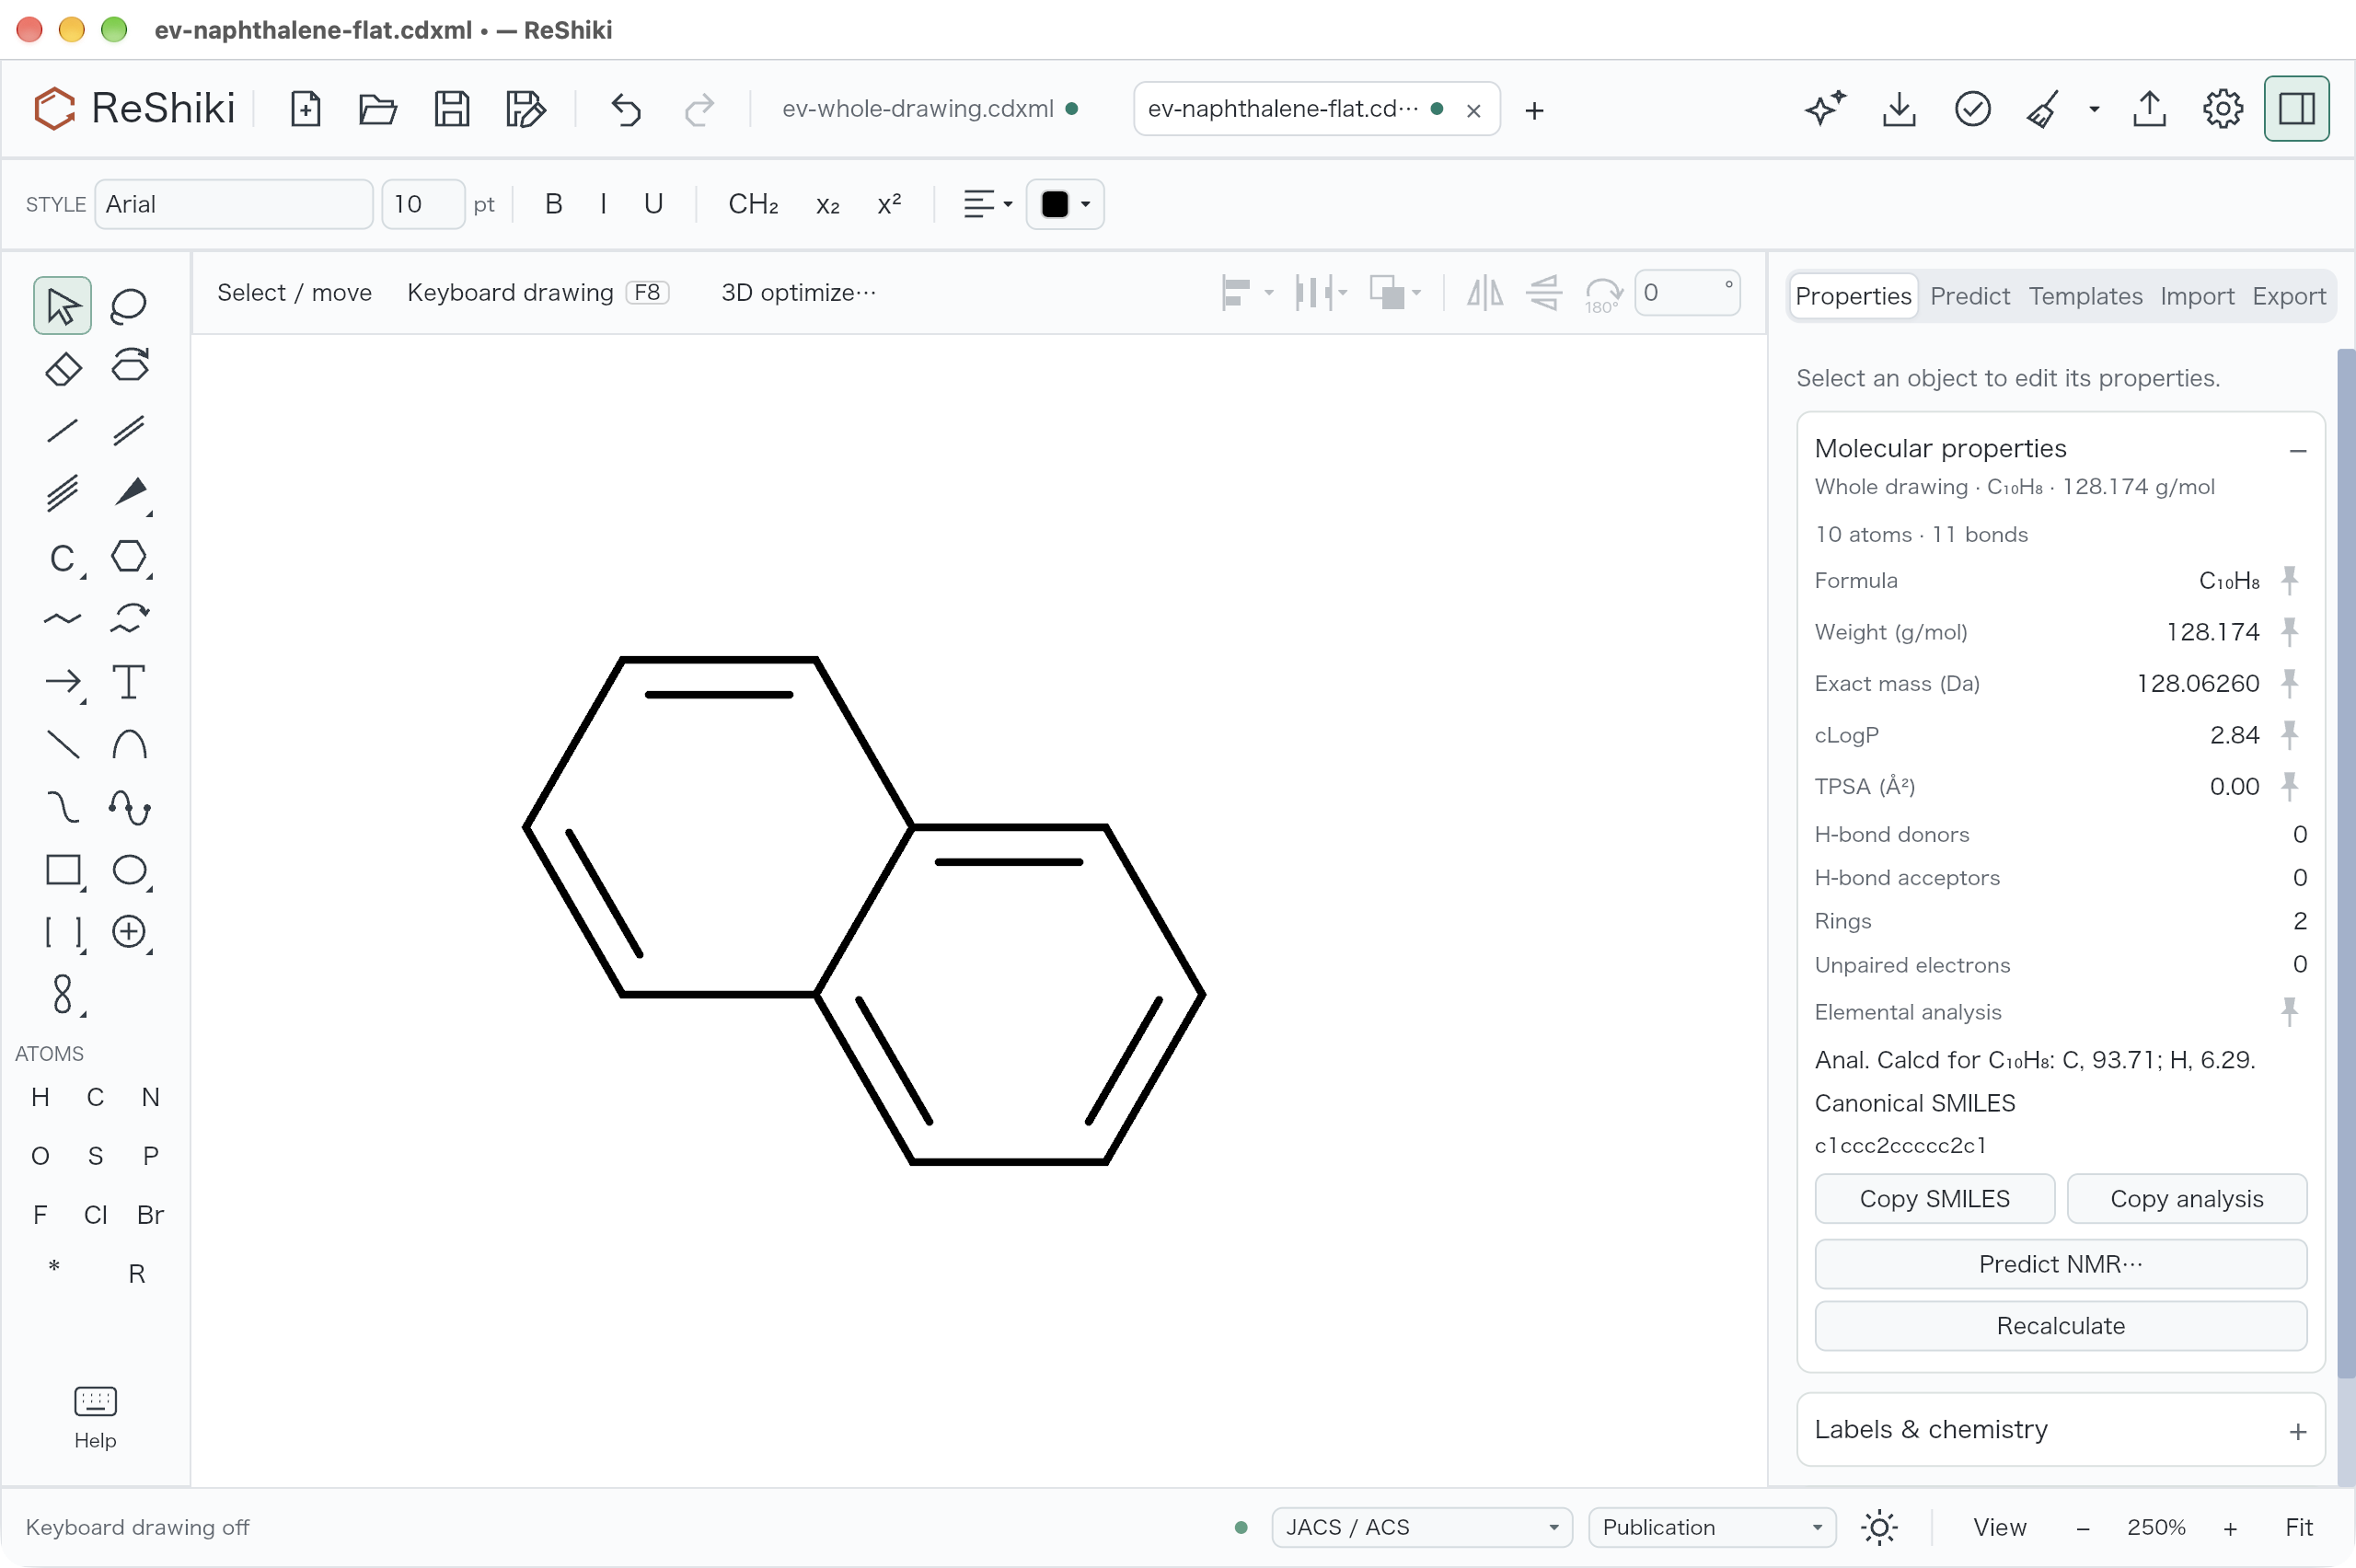 ev-naphthalene-flat.cdxml • — ReShiki
ReShiki
ev-whole-drawing.cdxml
ev-naphthalene-flat.cd…
STYLE Arial 10 pt B I U CH₂ x₂ x²
Select / move Keyboard drawing F8 3D optimize…
180° 0 °
Properties Predict Templates Import Export
Select an object to edit its properties.
Molecular properties −
Whole drawing · C₁₀H₈ · 128.174 g/mol
10 atoms · 11 bonds
Formula C₁₀H₈
Weight (g/mol) 128.174
Exact mass (Da) 128.06260
cLogP 2.84
TPSA (Å²) 0.00
H-bond donors 0
H-bond acceptors 0
Rings 2
Unpaired electrons 0
Elemental analysis
Anal. Calcd for C₁₀H₈: C, 93.71; H, 6.29.
Canonical SMILES
c1ccc2ccccc2c1
Copy SMILES Copy analysis
Predict NMR…
Recalculate
Labels & chemistry +
C
T
[ ]
ATOMS
H C N
O S P
F Cl Br
* R
Help
Keyboard drawing off
JACS / ACS
Publication
View − 250% + Fit